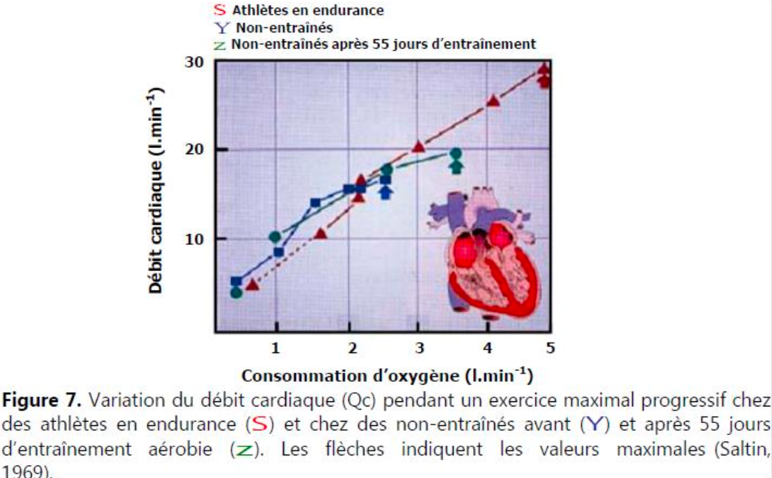 S Athlètes en endurance
Y Non-entraînés
Z Non-entraînés après 55 jours d'entraînement
Débit cardiaque (l.min-1)
30
20
10
1 2 3 4 5
Consommation d'oxygène (l.min-1)
Figure 7. Variation du débit cardiaque (Qc) pendant un exercice maximal progressif chez
des athlètes en endurance (S) et chez des non-entraînés avant (Y) et après 55 jours
d'entraînement aérobie (z). Les flèches indiquent les valeurs maximales (Saltin,
1969).